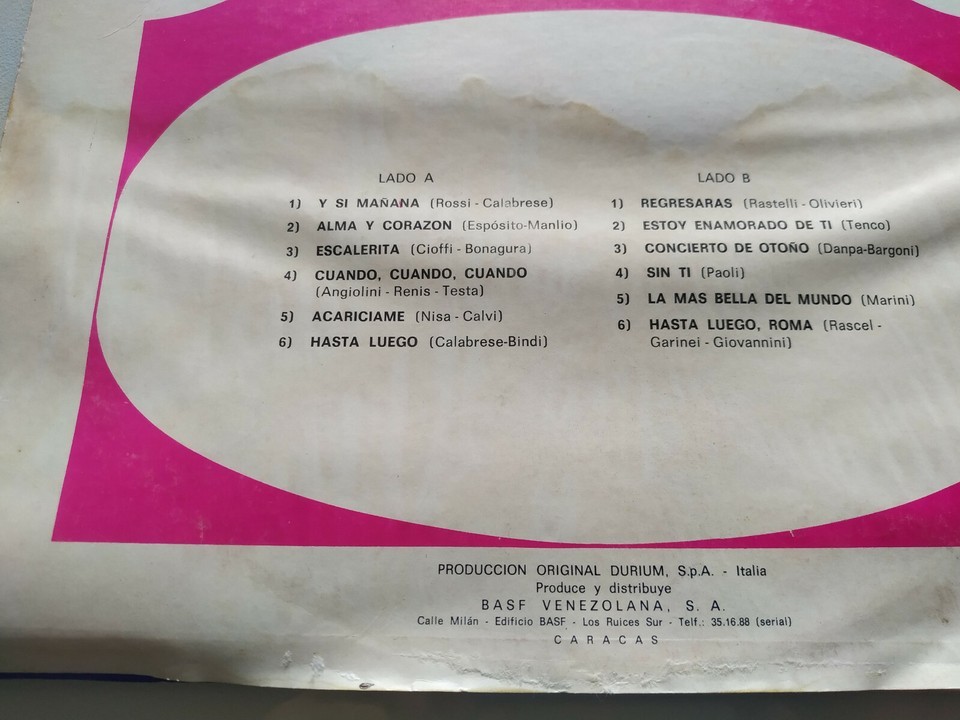 LADO A
1) Y SI MAÑANA (Rossi - Calabrese)
2) ALMA Y CORAZON (Espósito-Manlio)
3) ESCALERITA (Cioffi - Bonagura)
4) CUANDO, CUANDO, CUANDO
(Angiolini - Renis - Testa)
5) ACARICIAME (Nisa - Calvi)
6) HASTA LUEGO (Calabrese-Bindi)
LADO B
1) REGRESARAS (Rastelli - Olivieri)
2) ESTOY ENAMORADO DE TI (Tenco)
3) CONCIERTO DE OTOÑO (Danpa-Bargoni)
4) SIN TI (Paoli)
5) LA MAS BELLA DEL MUNDO (Marini)
6) HASTA LUEGO, ROMA (Rascel -
Garinei - Giovannini)
PRODUCCION ORIGINAL DURIUM, S.p.A. - Italia
Produce y distribuye
BASF VENEZOLANA, S. A.
Calle Milán - Edificio BASF - Los Ruices Sur - Telf.: 35.16.88 (serial)
CARACAS